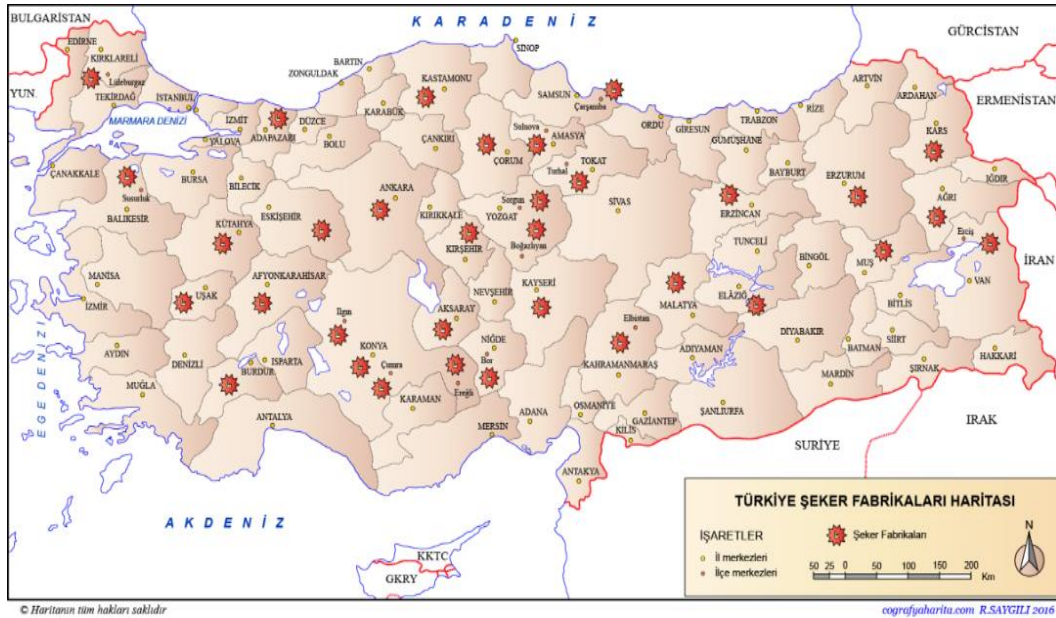 KARADENİZ
BULGARİSTAN
GÜRCİSTAN
EDİRNE
KIRKLARELİ
SİNOP
BARTIN
ZONGULDAK
KASTAMONU
ARTVİN
ARDAHAN
YUN.
Lüleburgaz
TEKİRDAĞ
İSTANBUL
KARABÜK
SAMSUN
Çarşamba
RİZE
ERMENİSTAN
MARMARA DENİZİ
İZMİT
ADAPAZARI
DÜZCE
ORDU
GİRESUN
TRABZON
KARS
YALOVA
BOLU
ÇANKIRI
ÇORUM
Suluova
AMASYA
GÜMÜŞHANE
Turhal
TOKAT
BAYBURT
ÇANAKKALE
BURSA
BİLECİK
ERZURUM
IĞDIR
Susurluk
BALIKESİR
ESKİŞEHİR
ANKARA
KIRIKKALE
YOZGAT
Sorgun
SİVAS
ERZİNCAN
AĞRI
KÜTAHYA
KIRŞEHİR
Boğazlıyan
TUNCELİ
BİNGÖL
MUŞ
Erciş
İRAN
MANİSA
UŞAK
AFYONKARAHİSAR
NEVŞEHİR
KAYSERİ
MALATYA
ELÂZIĞ
BİTLİS
VAN
İZMİR
Ilgın
AKSARAY
Elbistan
DİYABAKIR
BATMAN
SİİRT
AYDIN
DENİZLİ
BURDUR
ISPARTA
KONYA
Çumra
NİĞDE
Bor
Ereğli
KAHRAMANMARAŞ
ADIYAMAN
MARDİN
ŞIRNAK
HAKKARİ
MUĞLA
EGE DENİZİ
ANTALYA
KARAMAN
MERSİN
ADANA
OSMANİYE
GAZİANTEP
KİLİS
ŞANLIURFA
SURİYE
IRAK
ANTAKYA
AKDENİZ
KKTC
GKRY
TÜRKİYE ŞEKER FABRİKALARI HARİTASI
İŞARETLER
Şeker Fabrikaları
İl merkezleri
İlçe merkezleri
N
50 25 0 50 100 150 200
Km
© Haritanın tüm hakları saklıdır
cografyaharita.com R.SAYGILI 2016